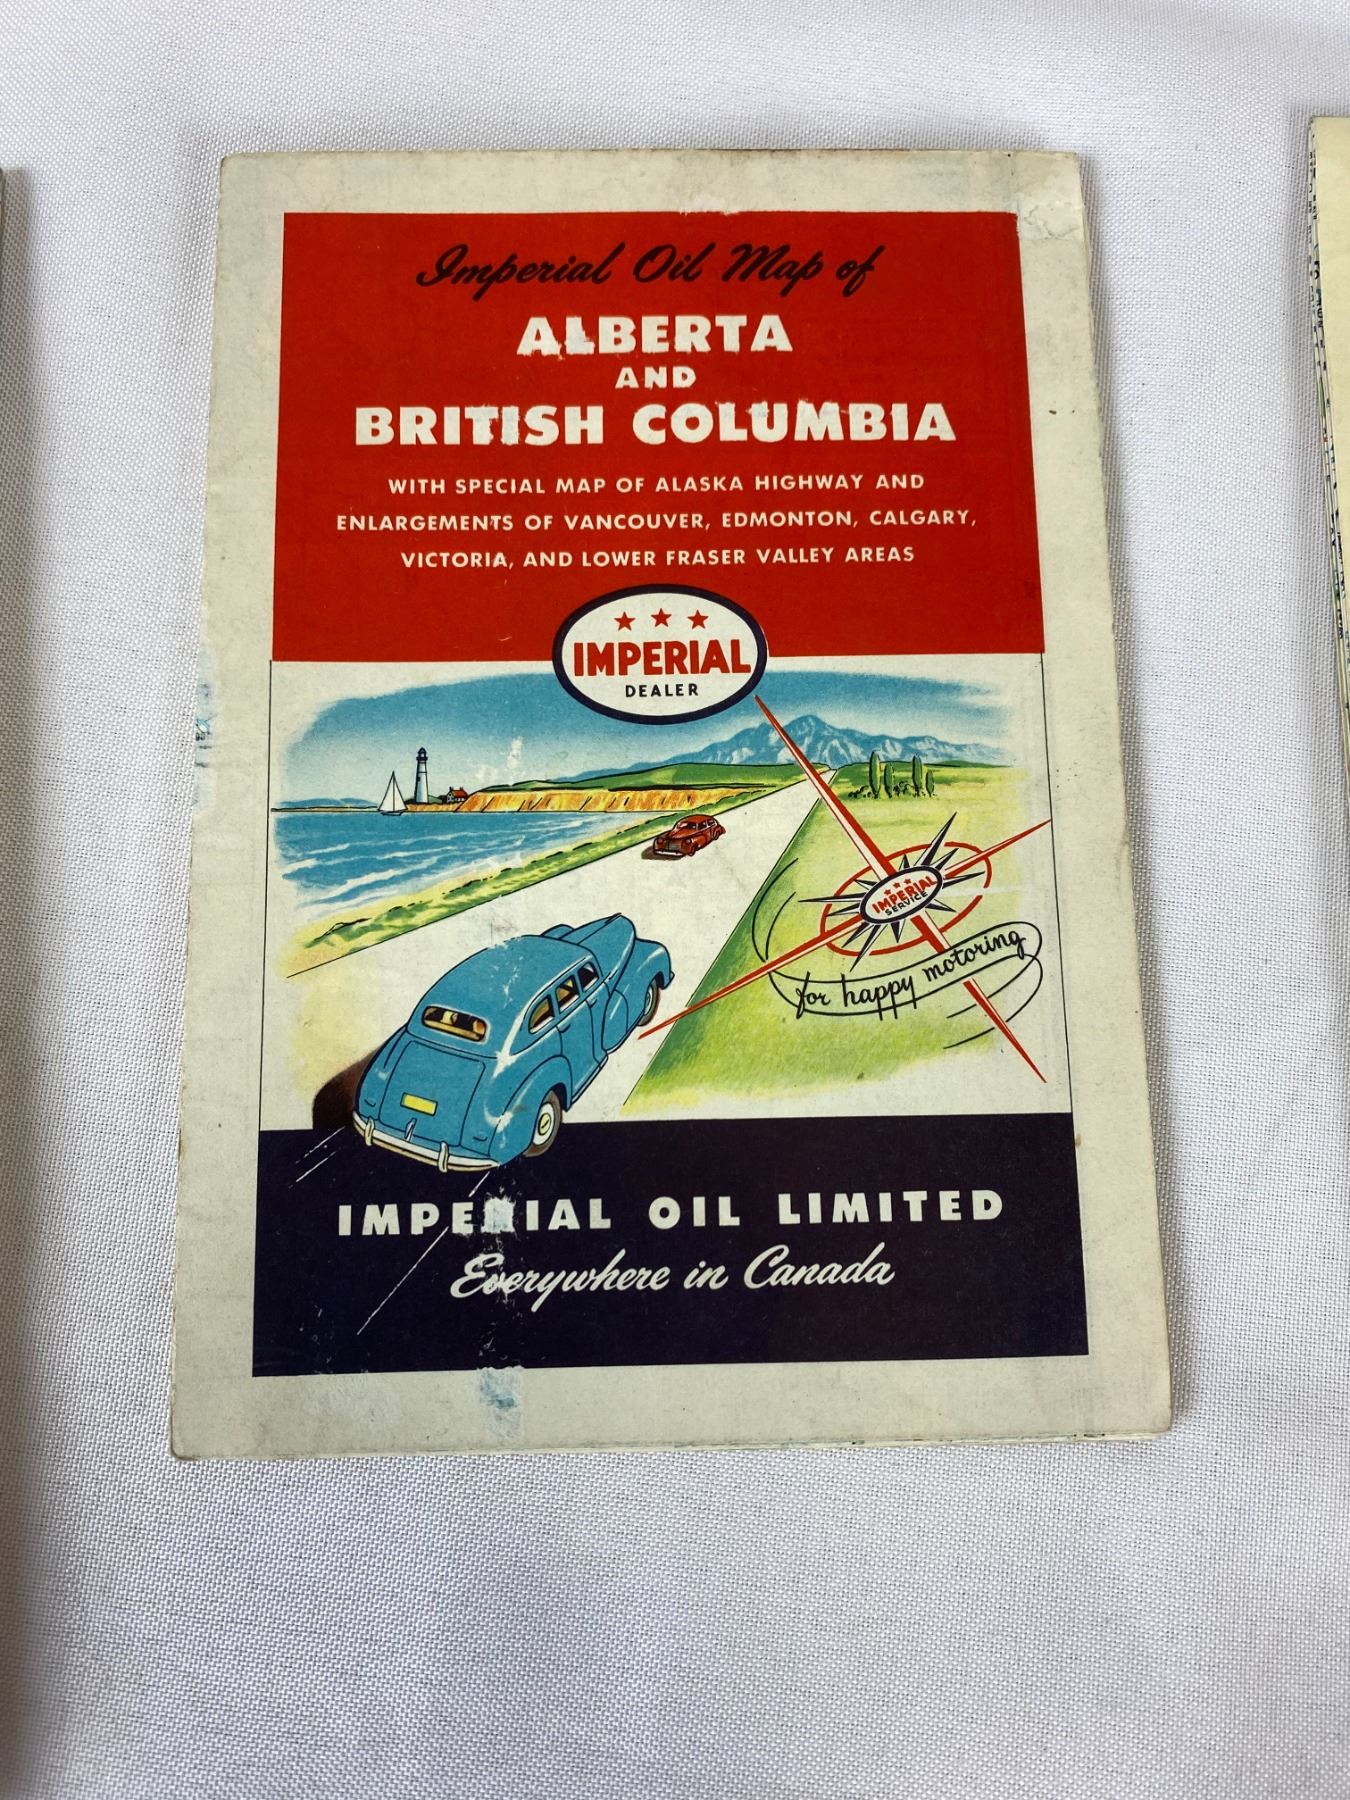 Imperial Oil Map of
ALBERTA
AND
BRITISH COLUMBIA
WITH SPECIAL MAP OF ALASKA HIGHWAY AND
ENLARGEMENTS OF VANCOUVER, EDMONTON, CALGARY,
VICTORIA, AND LOWER FRASER VALLEY AREAS
IMPERIAL
DEALER
IMPERIAL
SERVICE
for happy motoring
IMPERIAL OIL LIMITED
Everywhere in Canada